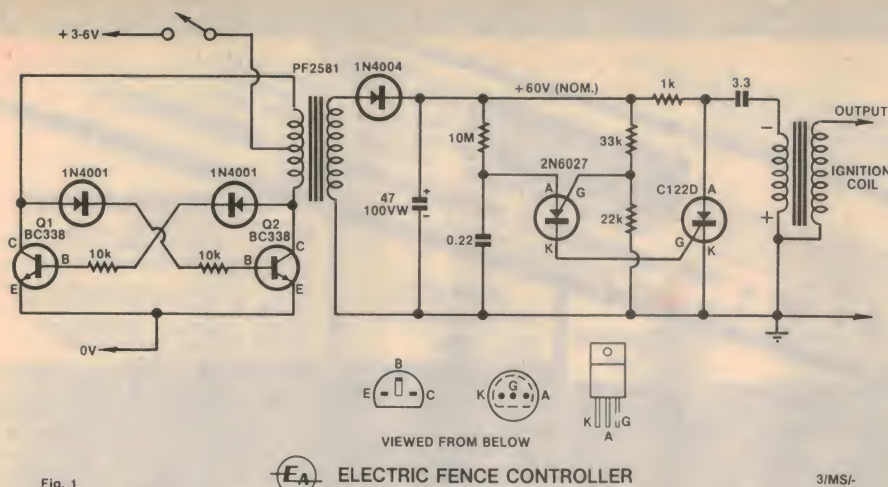 + 3-6V
PF2581
1N4004
+60V (NOM.)
1k
3.3
OUTPUT
10M
33k
2N6027
A
G
K
C122D
A
G
K
-
+
IGNITION
COIL
1N4001
1N4001
47
100VW
+
-
22k
0.22
Q1
BC338
C
B
E
10k
10k
Q2
BC338
C
B
E
0V
B
E
C
K
G
A
K
G
A
VIEWED FROM BELOW
Fig. 1
EA ELECTRIC FENCE CONTROLLER
3/MS/-